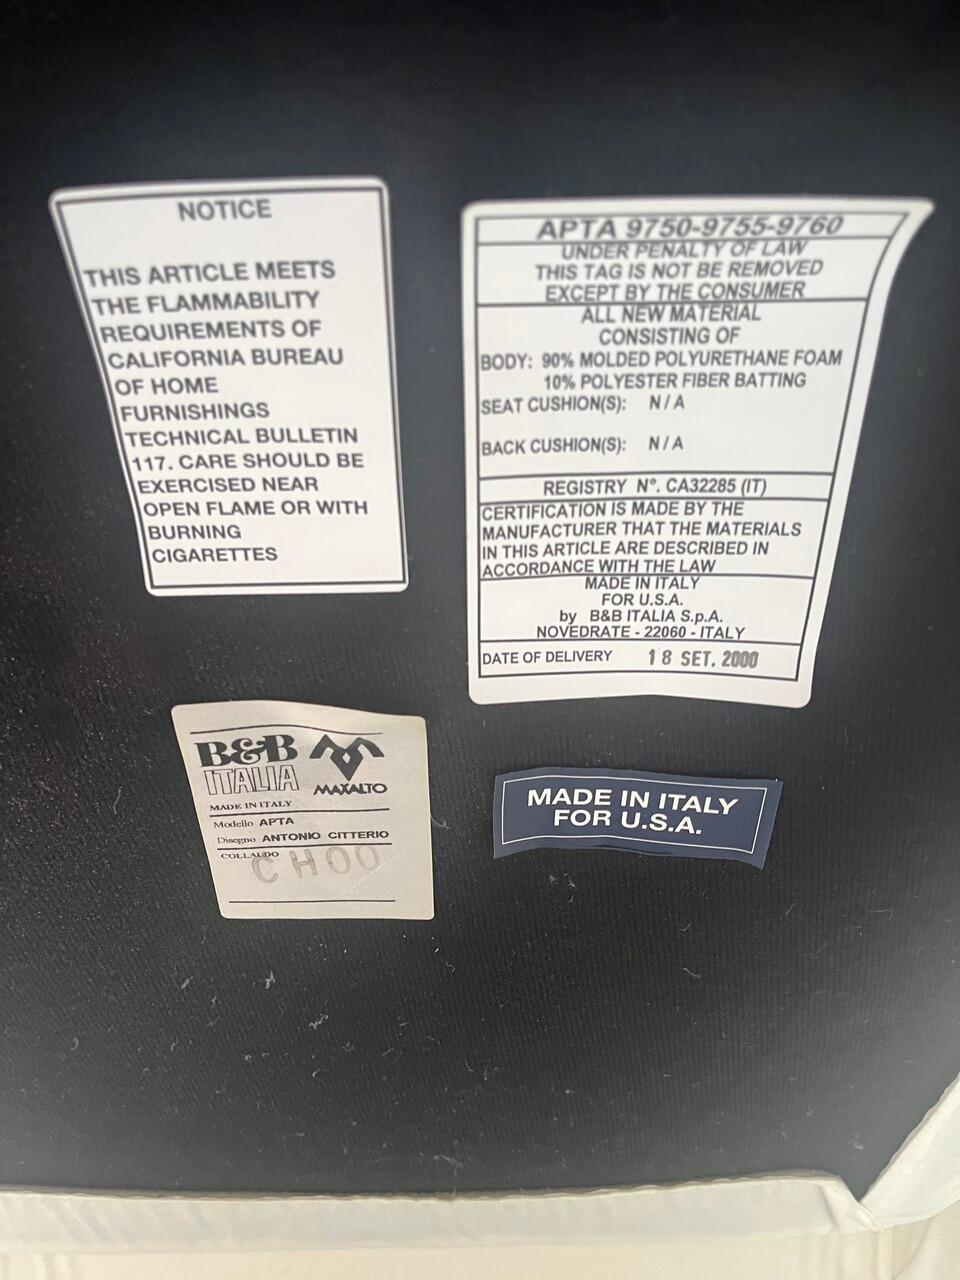 NOTICE
THIS ARTICLE MEETS
THE FLAMMABILITY
REQUIREMENTS OF
CALIFORNIA BUREAU
OF HOME
FURNISHINGS
TECHNICAL BULLETIN
117. CARE SHOULD BE
EXERCISED NEAR
OPEN FLAME OR WITH
BURNING
CIGARETTES
APTA 9750-9755-9760
UNDER PENALTY OF LAW
THIS TAG IS NOT BE REMOVED
EXCEPT BY THE CONSUMER
ALL NEW MATERIAL
CONSISTING OF
BODY: 90% MOLDED POLYURETHANE FOAM
10% POLYESTER FIBER BATTING
SEAT CUSHION(S): N / A
BACK CUSHION(S): N / A
REGISTRY N°. CA32285 (IT)
CERTIFICATION IS MADE BY THE
MANUFACTURER THAT THE MATERIALS
IN THIS ARTICLE ARE DESCRIBED IN
ACCORDANCE WITH THE LAW
MADE IN ITALY
FOR U.S.A.
by B&B ITALIA S.p.A.
NOVEDRATE - 22060 - ITALY
DATE OF DELIVERY 18 SET. 2000
B&B
ITALIA
MAXALTO
MADE IN ITALY
Modello APTA
Disegno ANTONIO CITTERIO
COLLAUDO
CH00
MADE IN ITALY
FOR U.S.A.